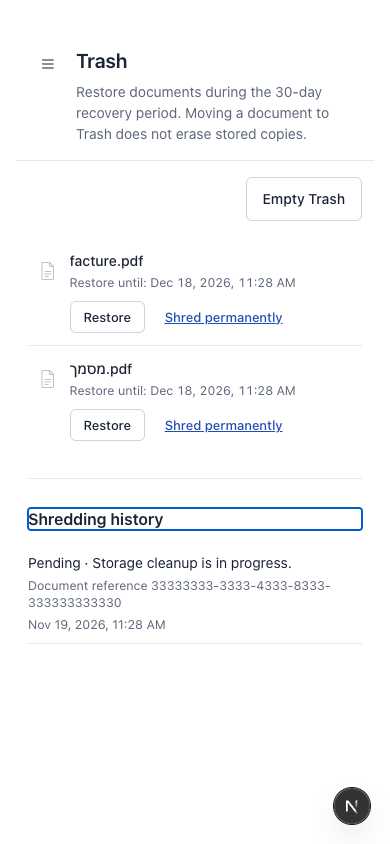 Trash
Restore documents during the 30-day
recovery period. Moving a document to
Trash does not erase stored copies.
Empty Trash
facture.pdf
Restore until: Dec 18, 2026, 11:28 AM
Restore
Shred permanently
מסמך.pdf
Restore until: Dec 18, 2026, 11:28 AM
Restore
Shred permanently
Shredding history
Pending · Storage cleanup is in progress.
Document reference 33333333-3333-4333-8333-
333333333330
Nov 19, 2026, 11:28 AM
N